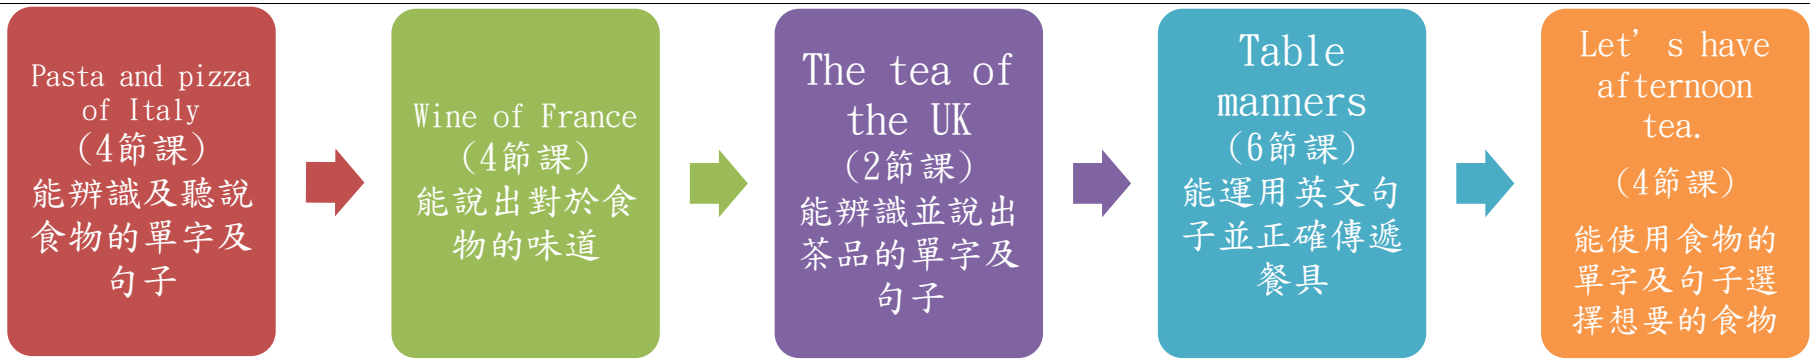 Pasta and pizza
of Italy
(4節課)
能辨識及聽說
食物的單字及
句子
Wine of France
(4節課)
能說出對於食
物的味道
The tea of
the UK
(2節課)
能辨識並說出
茶品的單字及
句子
Table
manners
(6節課)
能運用英文句
子並正確傳遞
餐具
Let’s have
afternoon
tea.
(4節課)
能使用食物的
單字及句子選
擇想要的食物